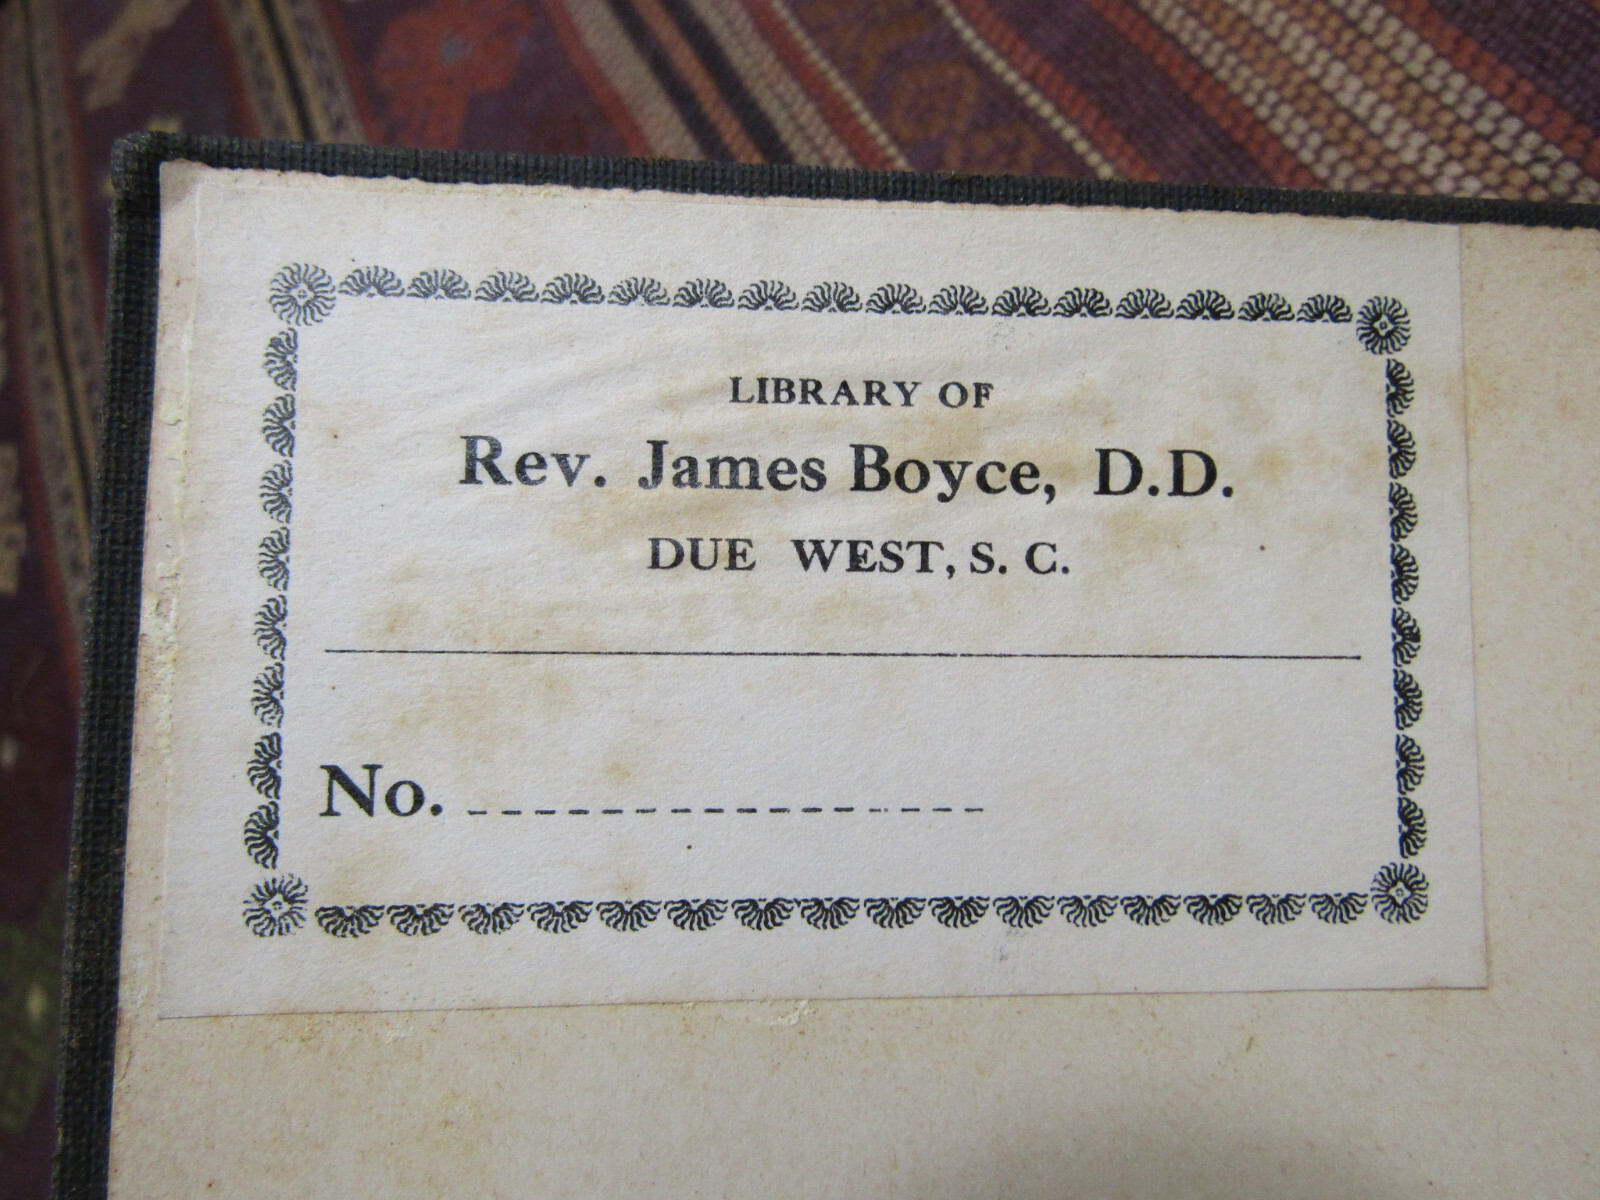 LIBRARY OF
Rev. James Boyce, D.D.
DUE WEST, S. C.
No.